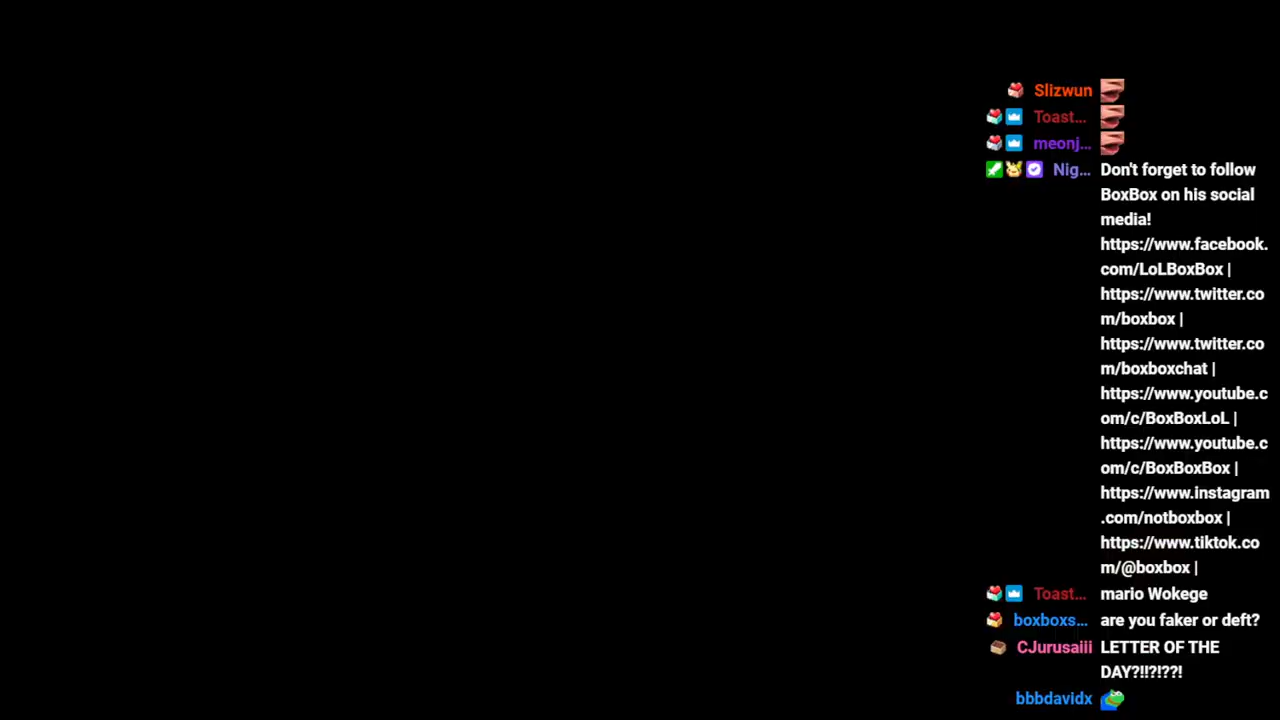 Slizwun
Toast...
meonj...
Nig... Don't forget to follow
BoxBox on his social
media!
https://www.facebook.
com/LoLBoxBox |
https://www.twitter.co
m/boxbox |
https://www.twitter.co
m/boxboxchat |
https://www.youtube.c
om/c/BoxBoxLoL |
https://www.youtube.c
om/c/BoxBoxBox |
https://www.instagram
.com/notboxbox |
https://www.tiktok.co
m/@boxbox |
Toast... mario Wokege
boxboxs... are you faker or deft?
CJurusaiii LETTER OF THE
DAY?!!?!??!
bbbdavidx